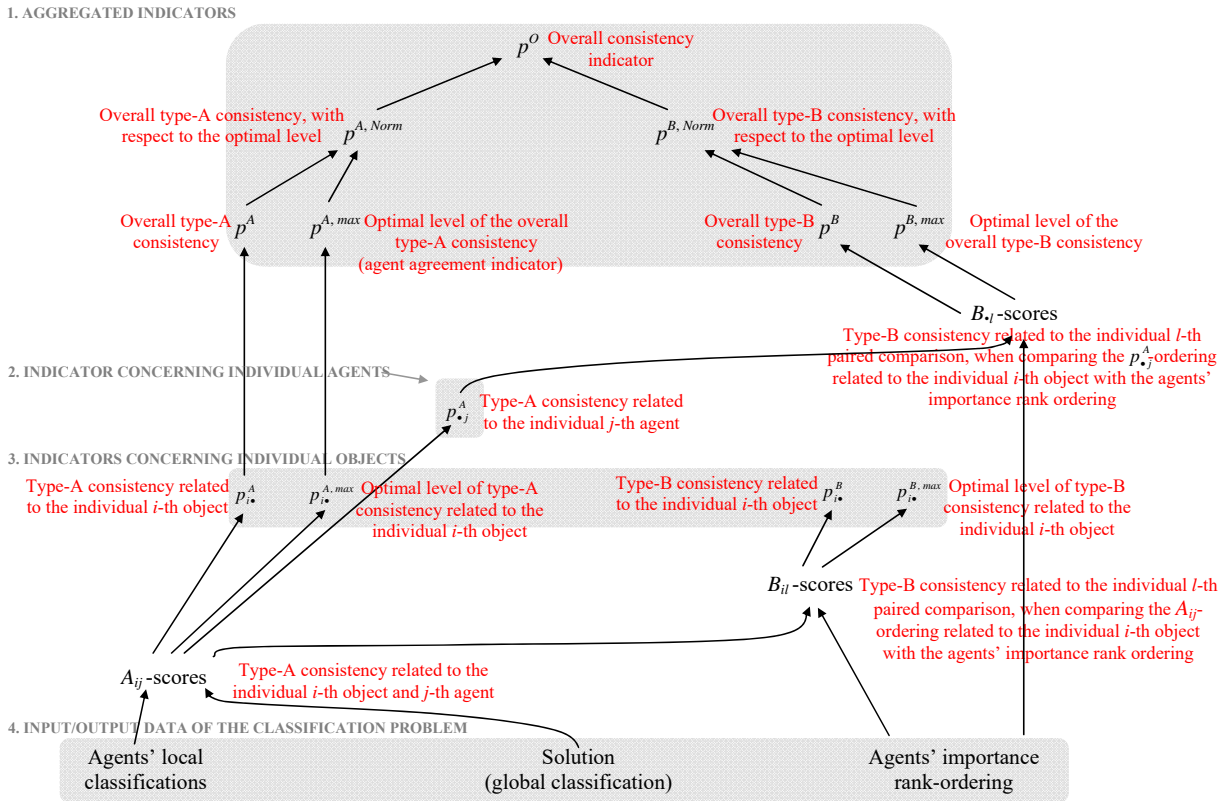 1. AGGREGATED INDICATORS
p^O Overall consistency
indicator
Overall type-A consistency, with
respect to the optimal level
p^{A, Norm}
p^{B, Norm}
Overall type-B consistency, with
respect to the optimal level
Overall type-A
consistency
p^A
p^{A, max}
Optimal level of the overall
type-A consistency
(agent agreement indicator)
Overall type-B
consistency
p^B
p^{B, max}
Optimal level of the
overall type-B consistency
B_{•l}-scores
Type-B consistency related to the individual l-th
paired comparison, when comparing the p_{•j}^A-ordering
related to the individual i-th object with the agents’
importance rank ordering
2. INDICATOR CONCERNING INDIVIDUAL AGENTS
p_{•j}^A
Type-A consistency related
to the individual j-th agent
3. INDICATORS CONCERNING INDIVIDUAL OBJECTS
Type-A consistency related
to the individual i-th object
p_{i•}^A
p_{i•}^{A, max}
Optimal level of type-A
consistency related to the
individual i-th object
Type-B consistency related
to the individual i-th object
p_{i•}^B
p_{i•}^{B, max}
Optimal level of type-B
consistency related to the
individual i-th object
B_{il}-scores
Type-B consistency related to the individual l-th
paired comparison, when comparing the A_{ij}-
ordering related to the individual i-th object
with the agents’ importance rank ordering
A_{ij}-scores
Type-A consistency related to the
individual i-th object and j-th agent
4. INPUT/OUTPUT DATA OF THE CLASSIFICATION PROBLEM
Agents’ local
classifications
Solution
(global classification)
Agents’ importance
rank-ordering